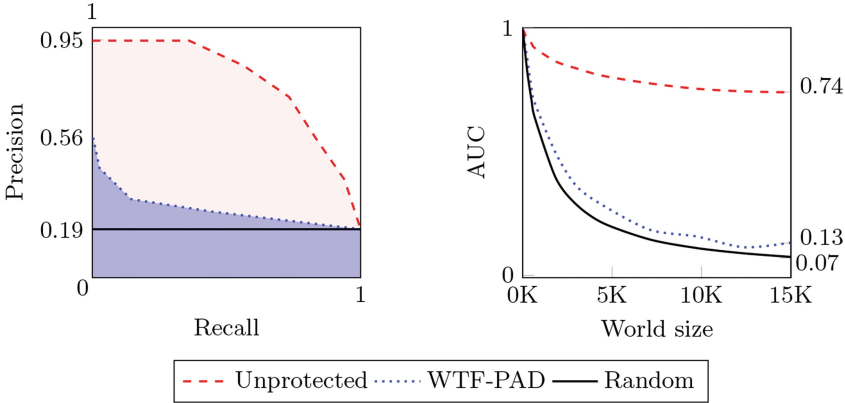 1
0.95
0.56
0.19
0
1
Precision
Recall
1
0
AUC
0.74
0.13
0.07
0K 5K 10K 15K
World size
Unprotected WTF-PAD Random